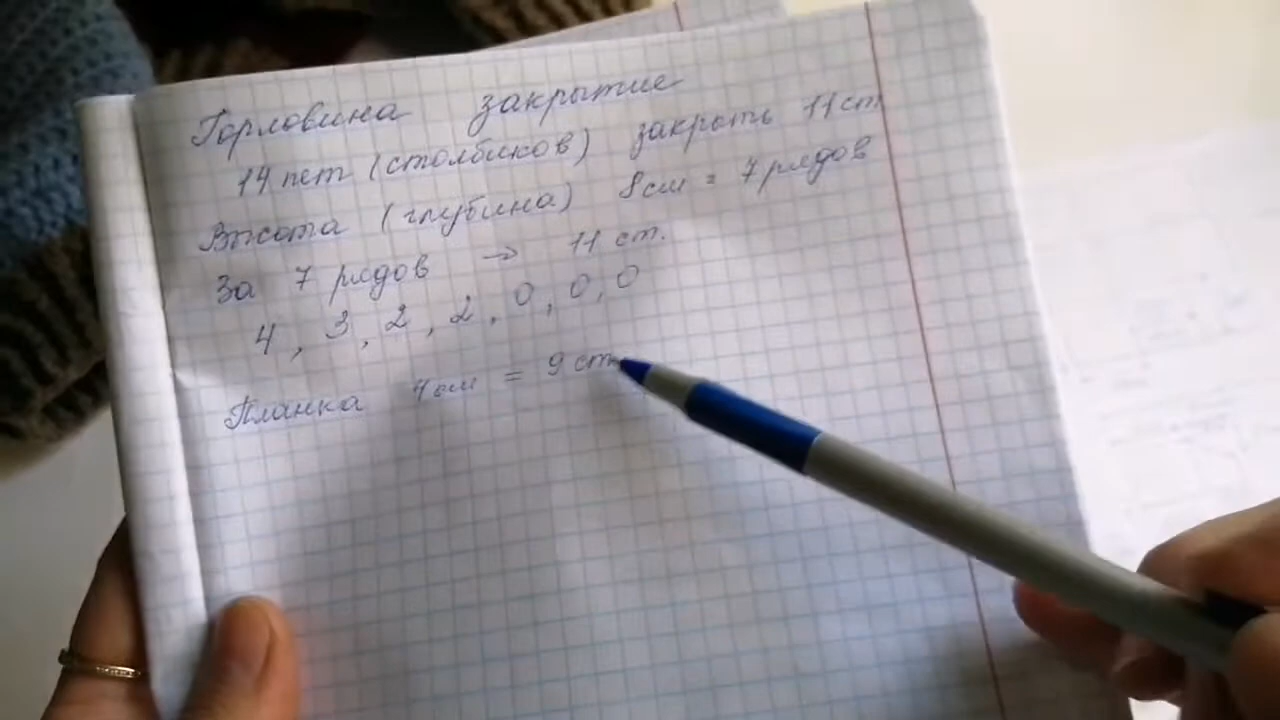 Горловина закрытие
14 пет (столбиков) закрыть 11 ст
Высота (глубина) 8 см = 7 рядов
За 7 рядов → 11 ст.
4, 3, 2, 2, 0, 0, 0
Планка 4 см = 9 ст.